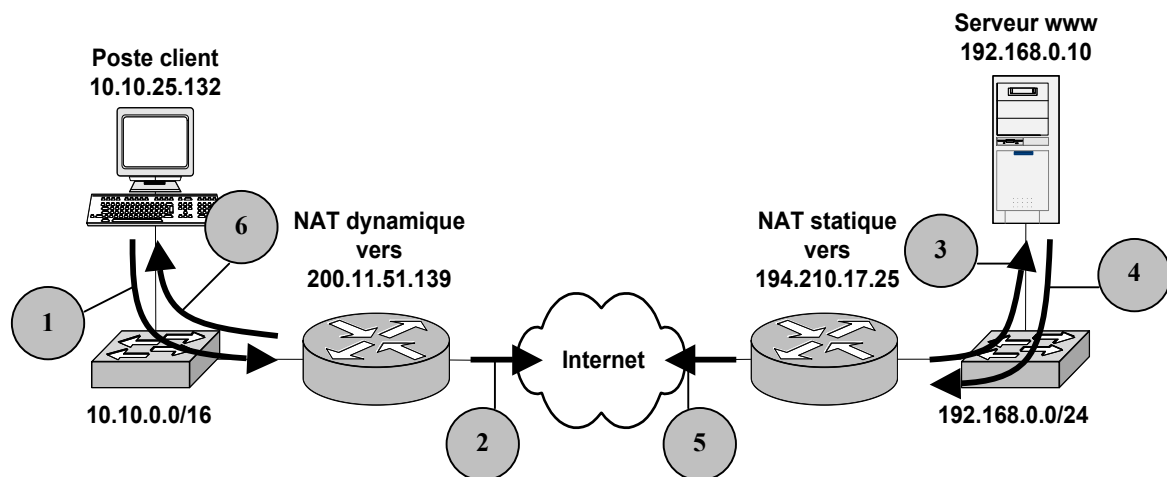 Serveur www
192.168.0.10
Poste client
10.10.25.132
6
NAT dynamique
vers
200.11.51.139
NAT statique
vers
194.210.17.25
3
4
1
Internet
10.10.0.0/16
2
5
192.168.0.0/24